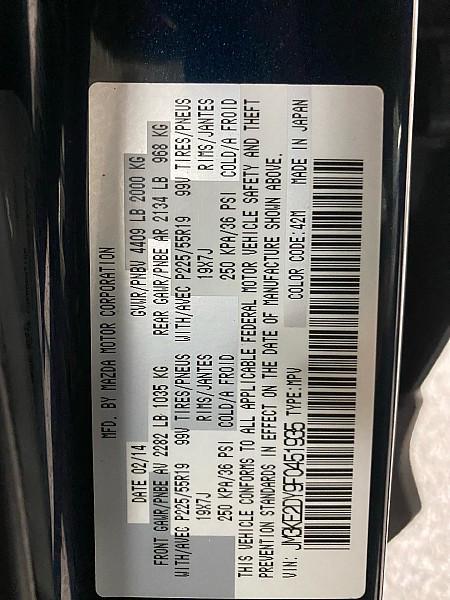 MFD. BY MAZDA MOTOR CORPORATION
DATE 02/14 GVWR/PNBU 4409 LB 2000 KG
FRONT GAWR/PNBE AV 2282 LB 1035 KG REAR GAWR/PNBE AR 2134 LB 968 KG
WITH/AVEC P225/55R19 99V TIRES/PNEUS WITH/AVEC P225/55R19 99V TIRES/PNEUS
19X7J RIMS/JANTES 19X7J RIMS/JANTES
250 KPA/36 PSI COLD/A FROID 250 KPA/36 PSI COLD/A FROID
THIS VEHICLE CONFORMS TO ALL APPLICABLE FEDERAL MOTOR VEHICLE SAFETY AND THEFT
PREVENTION STANDARDS IN EFFECT ON THE DATE OF MANUFACTURE SHOWN ABOVE.
VIN: JM3KE2DY9F0451935 TYPE: MPV COLOR CODE: 42M MADE IN JAPAN